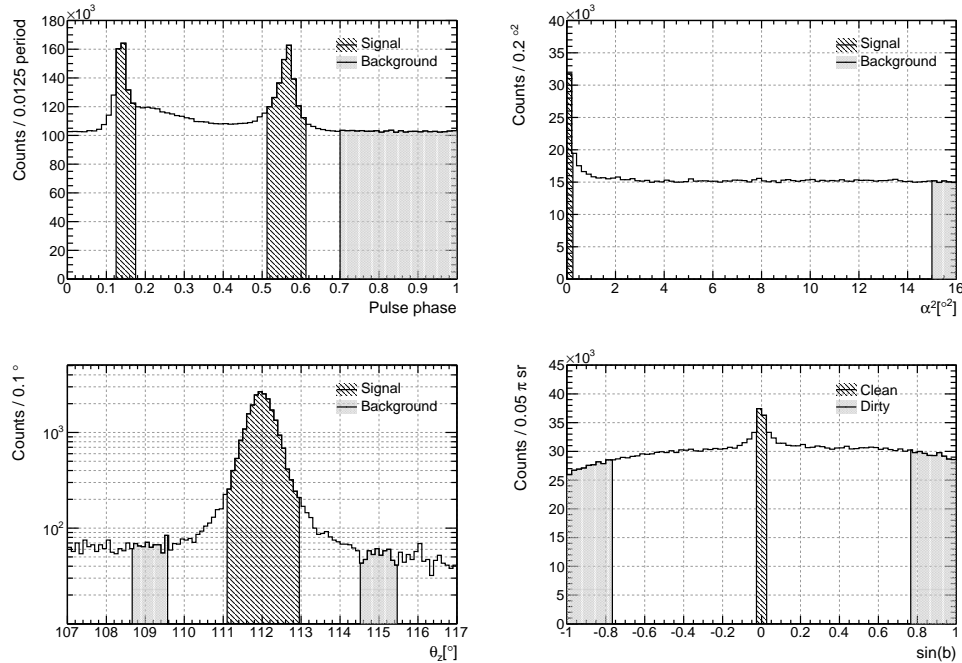 ×10³
180
160
140
120
100
80
60
40
20
0
0 0.1 0.2 0.3 0.4 0.5 0.6 0.7 0.8 0.9 1
Pulse phase
Counts / 0.0125 period
Signal
Background
×10³
40
35
30
25
20
15
10
5
0
0 2 4 6 8 10 12 14 16
α²[°²]
Counts / 0.2 °²
Signal
Background
10³
10²
107 108 109 110 111 112 113 114 115 116 117
θz[°]
Counts / 0.1 °
Signal
Background
×10³
45
40
35
30
25
20
15
10
5
0
-1 -0.8 -0.6 -0.4 -0.2 0 0.2 0.4 0.6 0.8 1
sin(b)
Counts / 0.05 π sr
Clean
Dirty